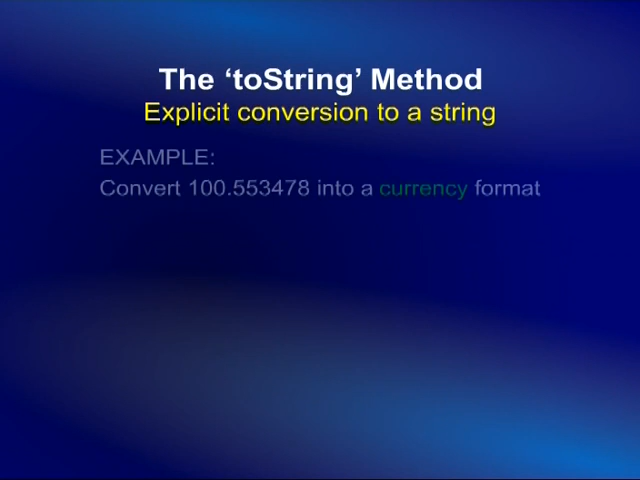 The ‘toString’ Method
Explicit conversion to a string
EXAMPLE:
Convert 100.553478 into a currency format